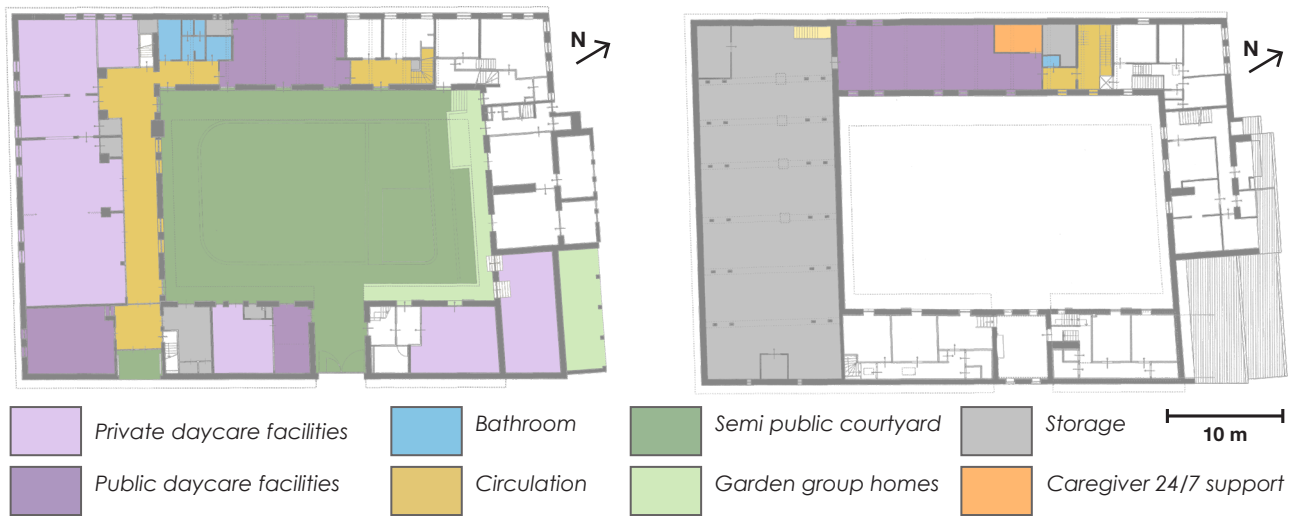 N
N
Private daycare facilities
Bathroom
Semi public courtyard
Storage
10 m
Public daycare facilities
Circulation
Garden group homes
Caregiver 24/7 support